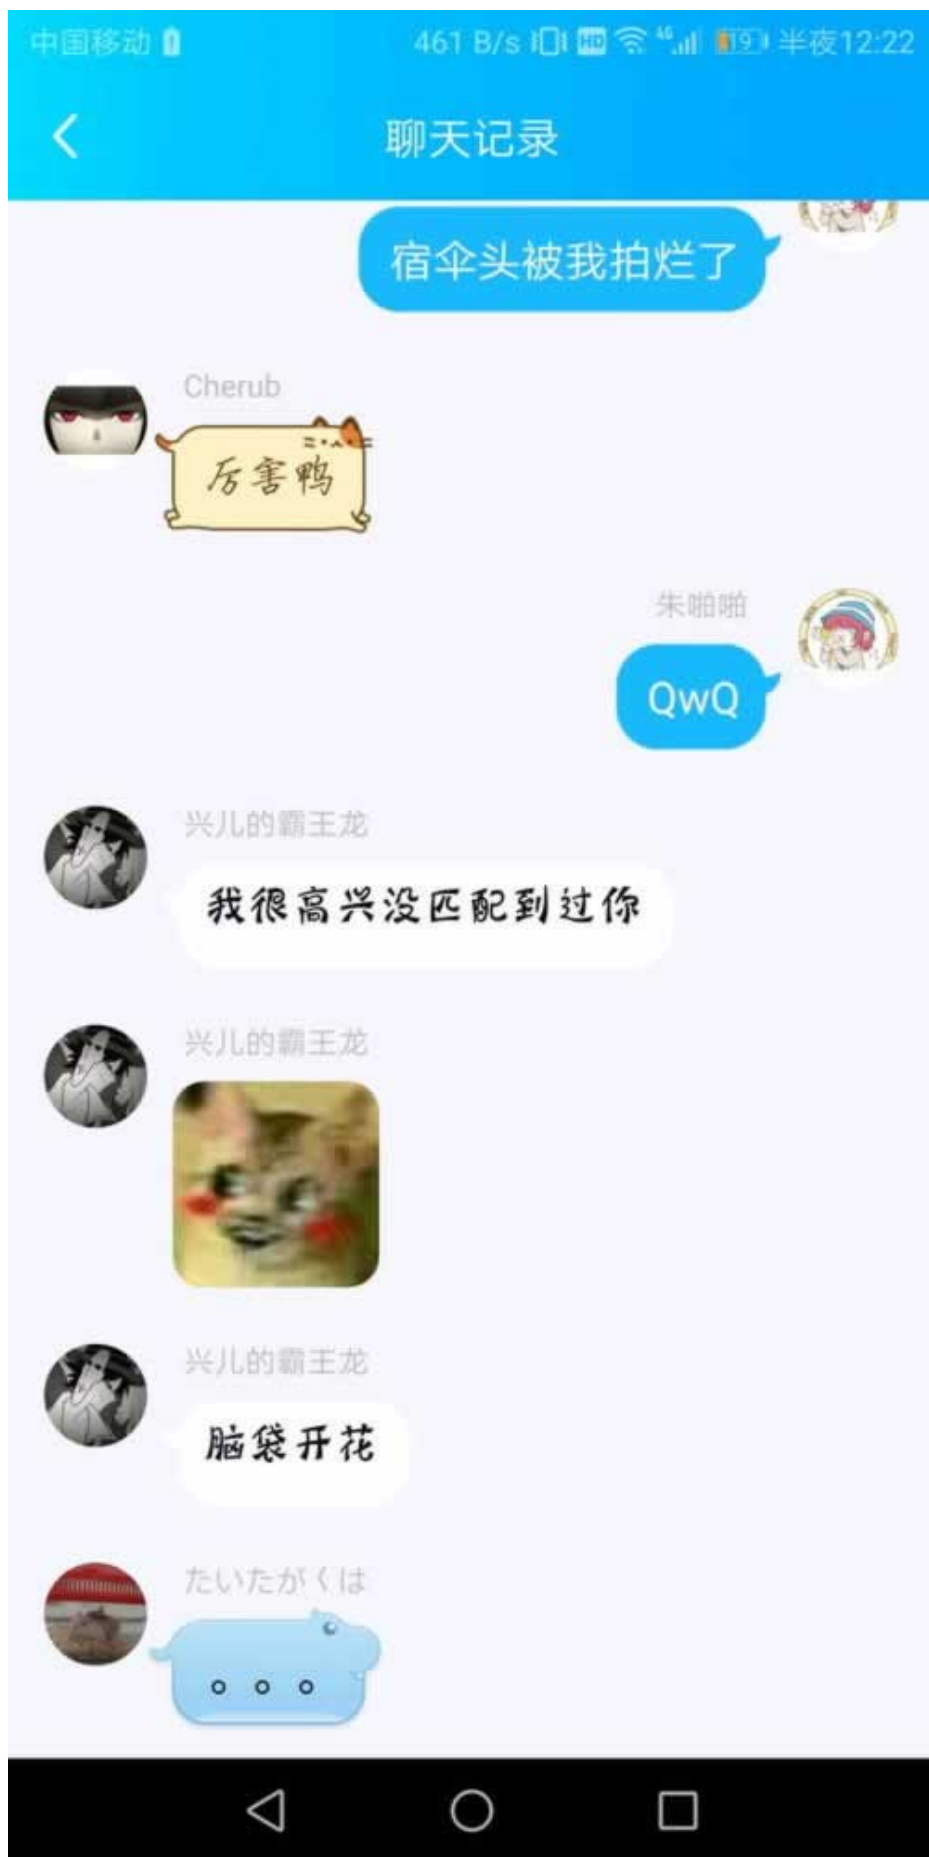 中国移动
461 B/s HD 46 19 半夜12:22
聊天记录
宿伞头被我拍烂了
Cherub
厉害鸭
朱啪啪
QwQ
兴儿的霸王龙
我很高兴没匹配到过你
兴儿的霸王龙
兴儿的霸王龙
脑袋开花
たいたがくは
。。。